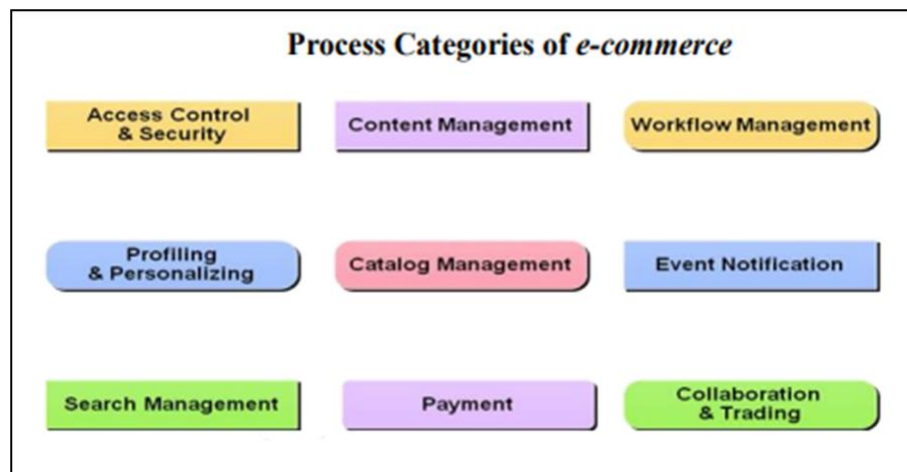 Process Categories of e-commerce
Access Control
& Security
Content Management
Workflow Management
Profiling
& Personalizing
Catalog Management
Event Notification
Search Management
Payment
Collaboration
& Trading